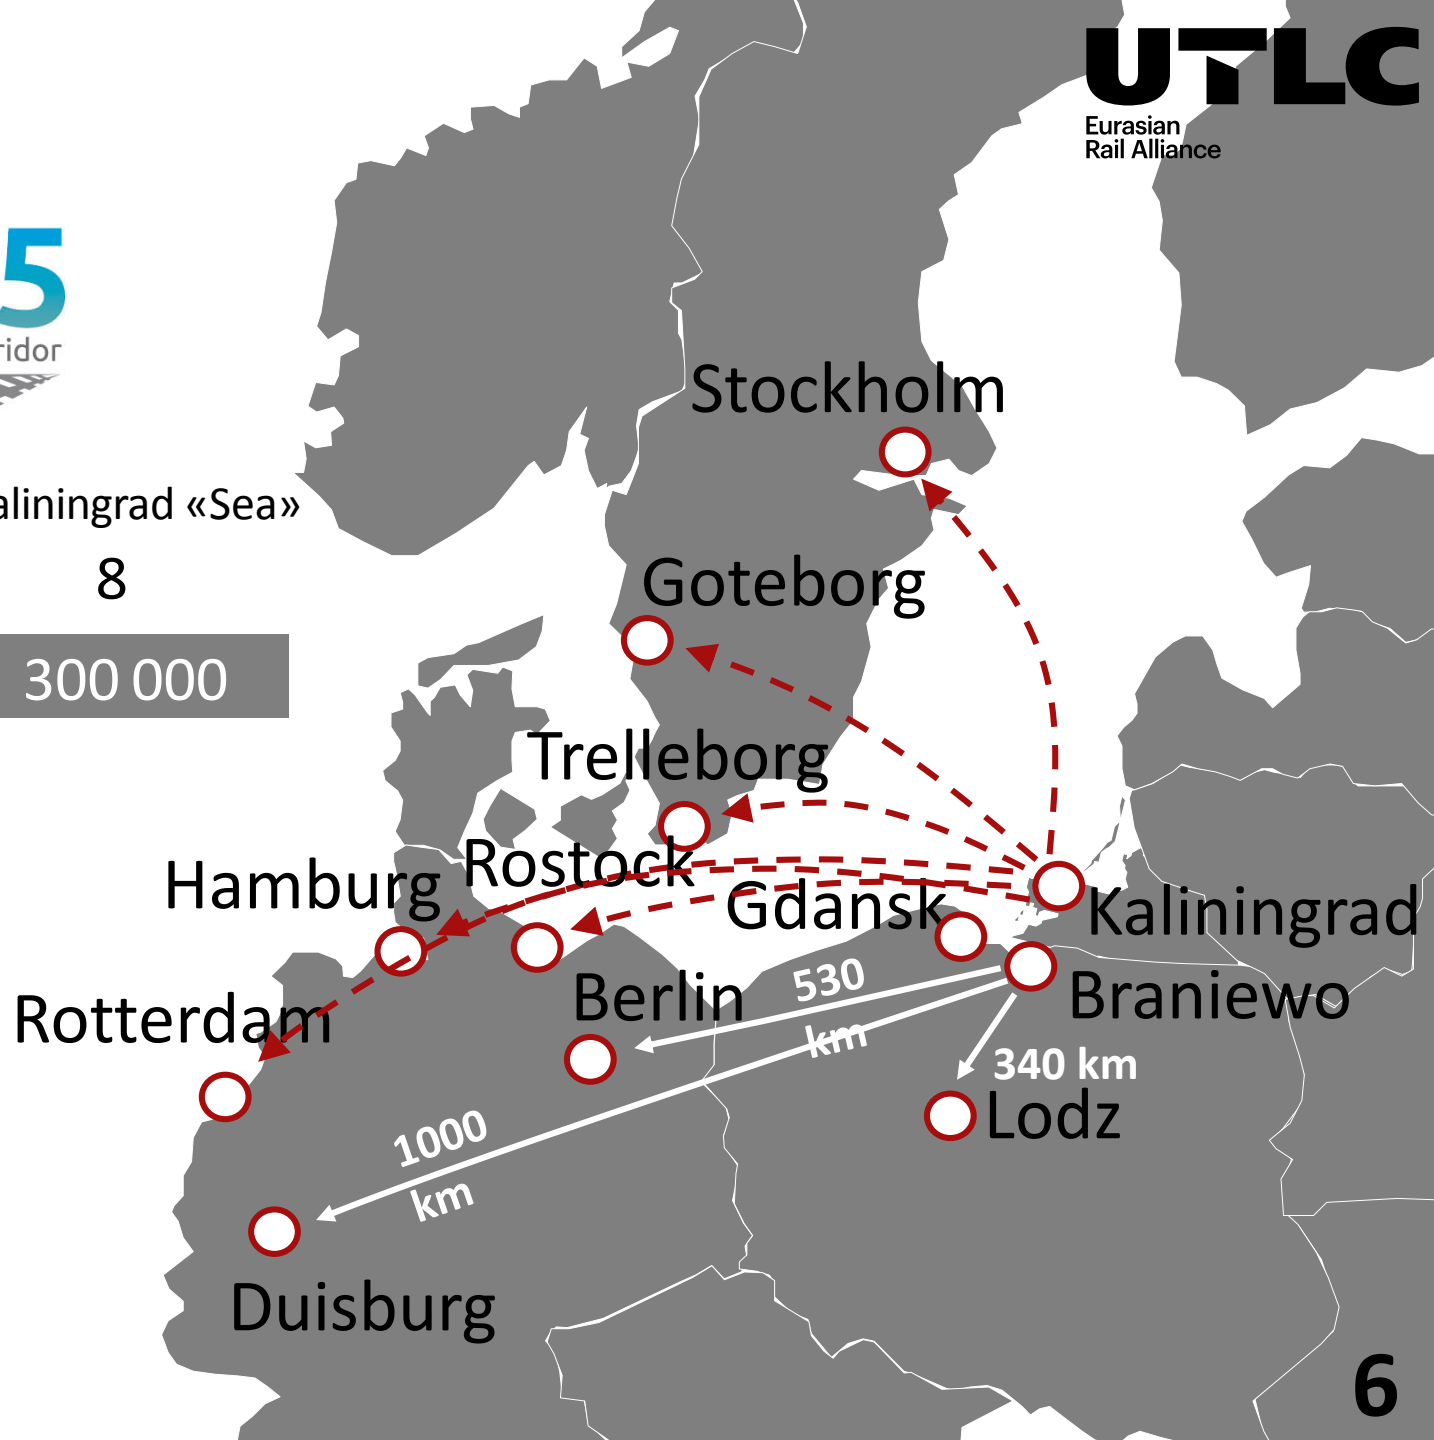 UTLC
Eurasian
Rail Alliance
5
ridor
Stockholm
aliningrad «Sea»
8
Goteborg
300 000
Trelleborg
Rostock
Hamburg
Gdansk
Kaliningrad
530
km
Berlin
Braniewo
Rotterdam
340 km
Lodz
1000
km
Duisburg
6